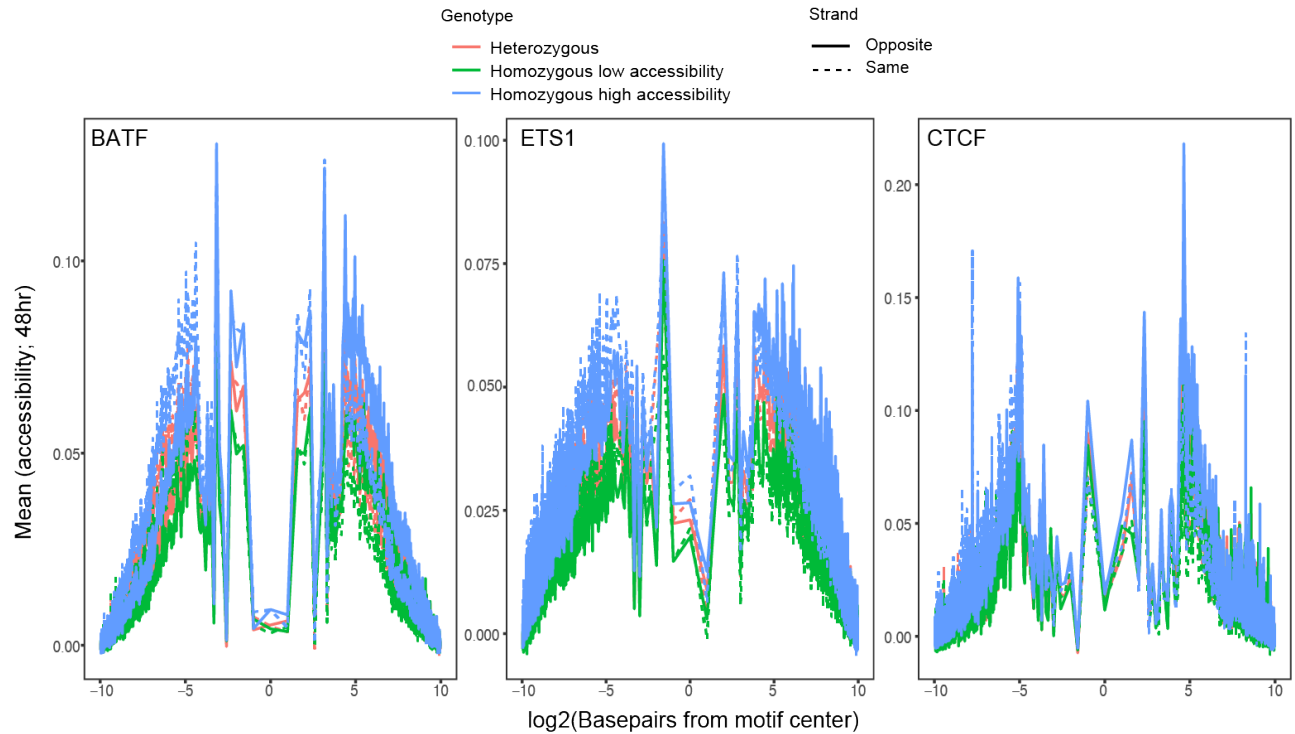 Genotype
Heterozygous
Homozygous low accessibility
Homozygous high accessibility
Strand
Opposite
Same
Mean (accessibility; 48hr)
BATF
0.10
0.05
0.00
−10 −5 0 5 10
ETS1
0.100
0.075
0.050
0.025
0.000
−10 −5 0 5 10
CTCF
0.20
0.15
0.10
0.05
0.00
−10 −5 0 5 10
log2(Basepairs from motif center)